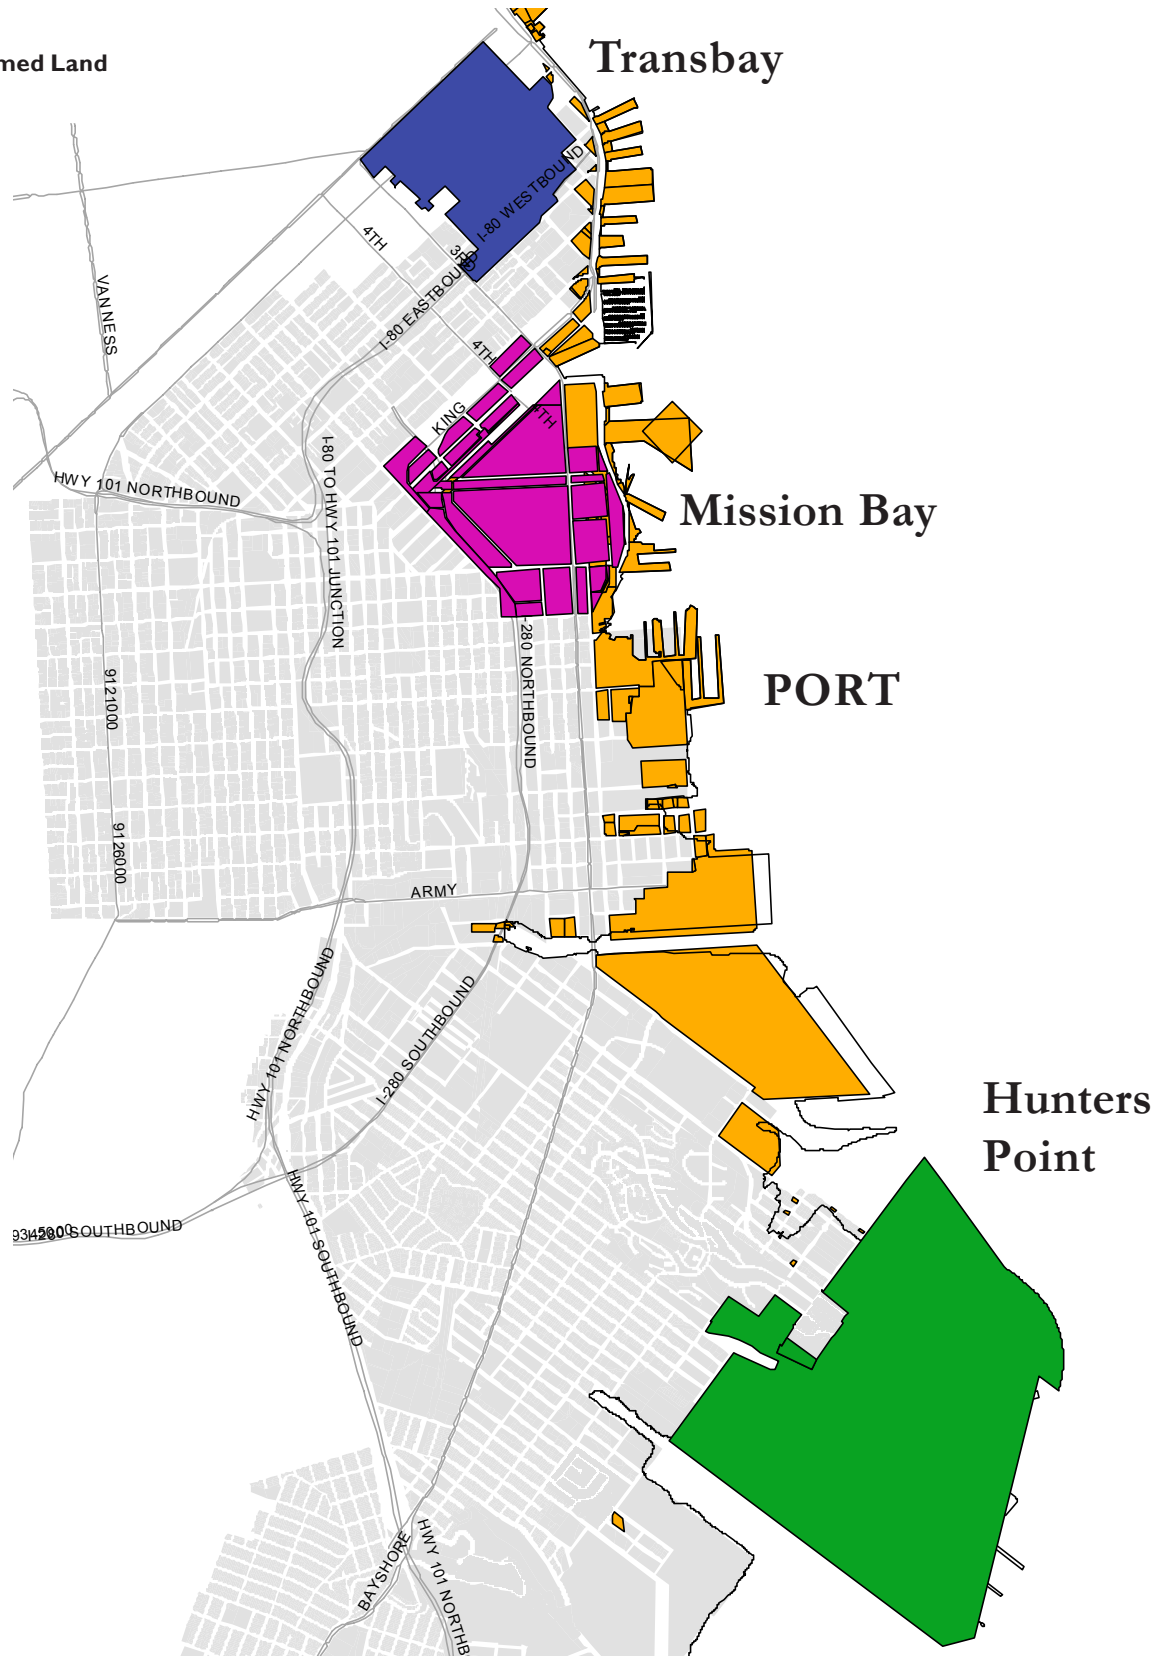 med Land
Transbay
I-80 WESTBOUND
4TH
3RD
VANNESS
I-80 EASTBOUND
4TH
4TH
KING
I-80 TO HWY 101 JUNCTION
HWY 101 NORTHBOUND
Mission Bay
-280 NORTHBOUND
PORT
9121000
9126000
ARMY
HWY 101 NORTHBOUND
I-280 SOUTHBOUND
Hunters
Point
HWY 101 SOUTHBOUND
I-280 SOUTHBOUND
BAYSHORE
HWY 101 NORTHB